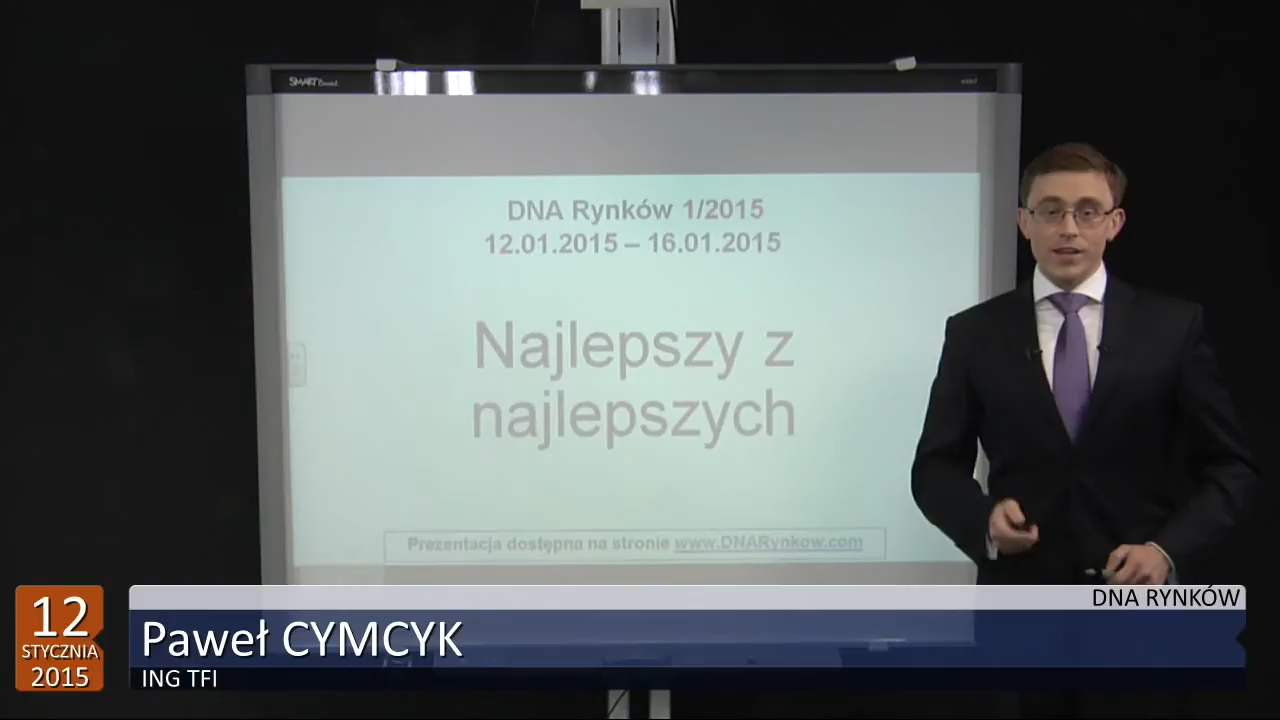 SMART Board
DNA Rynków 1/2015
12.01.2015 – 16.01.2015
Najlepszy z
najlepszych
Prezentacja dostępna na stronie www.DNARynkow.com
DNA RYNKÓW
12
STYCZNIA
2015
Paweł CYMCYK
ING TFI